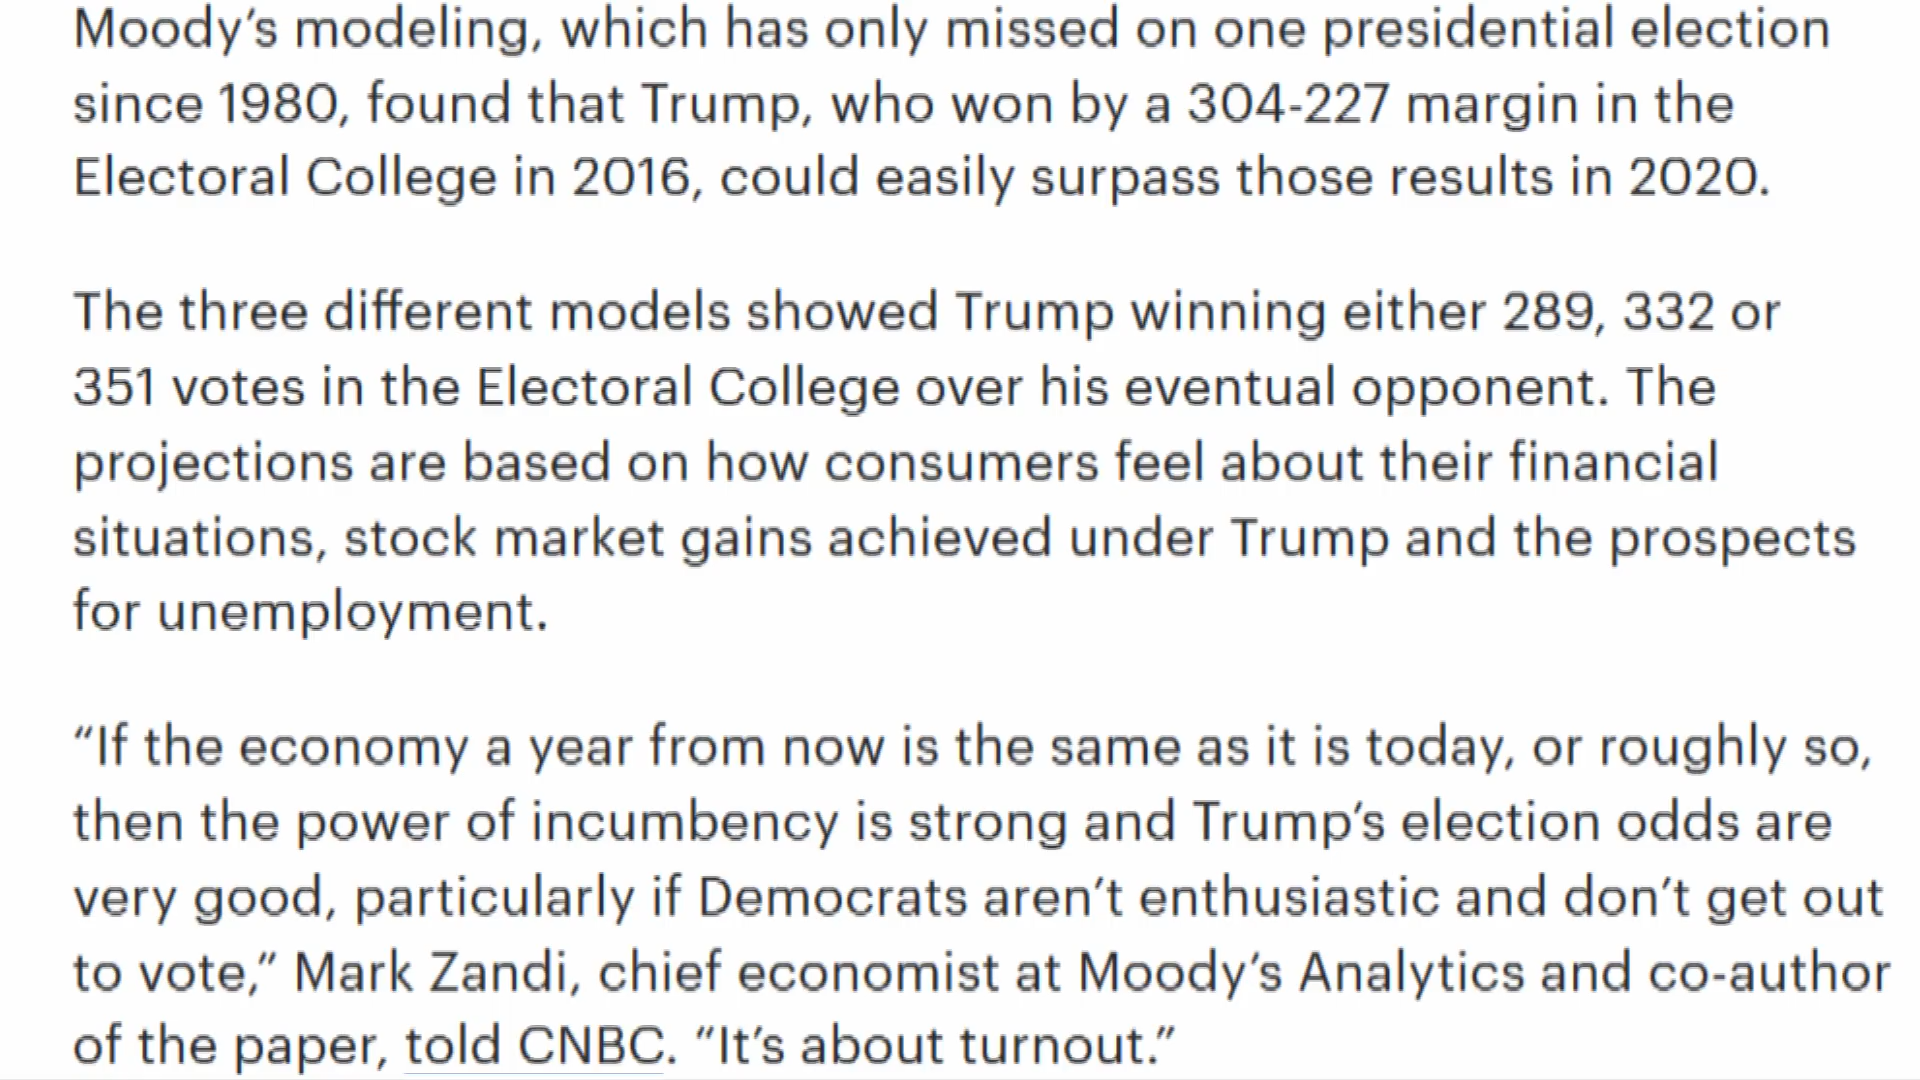 Moody’s modeling, which has only missed on one presidential election
since 1980, found that Trump, who won by a 304-227 margin in the
Electoral College in 2016, could easily surpass those results in 2020.
The three different models showed Trump winning either 289, 332 or
351 votes in the Electoral College over his eventual opponent. The
projections are based on how consumers feel about their financial
situations, stock market gains achieved under Trump and the prospects
for unemployment.
“If the economy a year from now is the same as it is today, or roughly so,
then the power of incumbency is strong and Trump’s election odds are
very good, particularly if Democrats aren’t enthusiastic and don’t get out
to vote,” Mark Zandi, chief economist at Moody’s Analytics and co-author
of the paper, told CNBC. “It’s about turnout.”